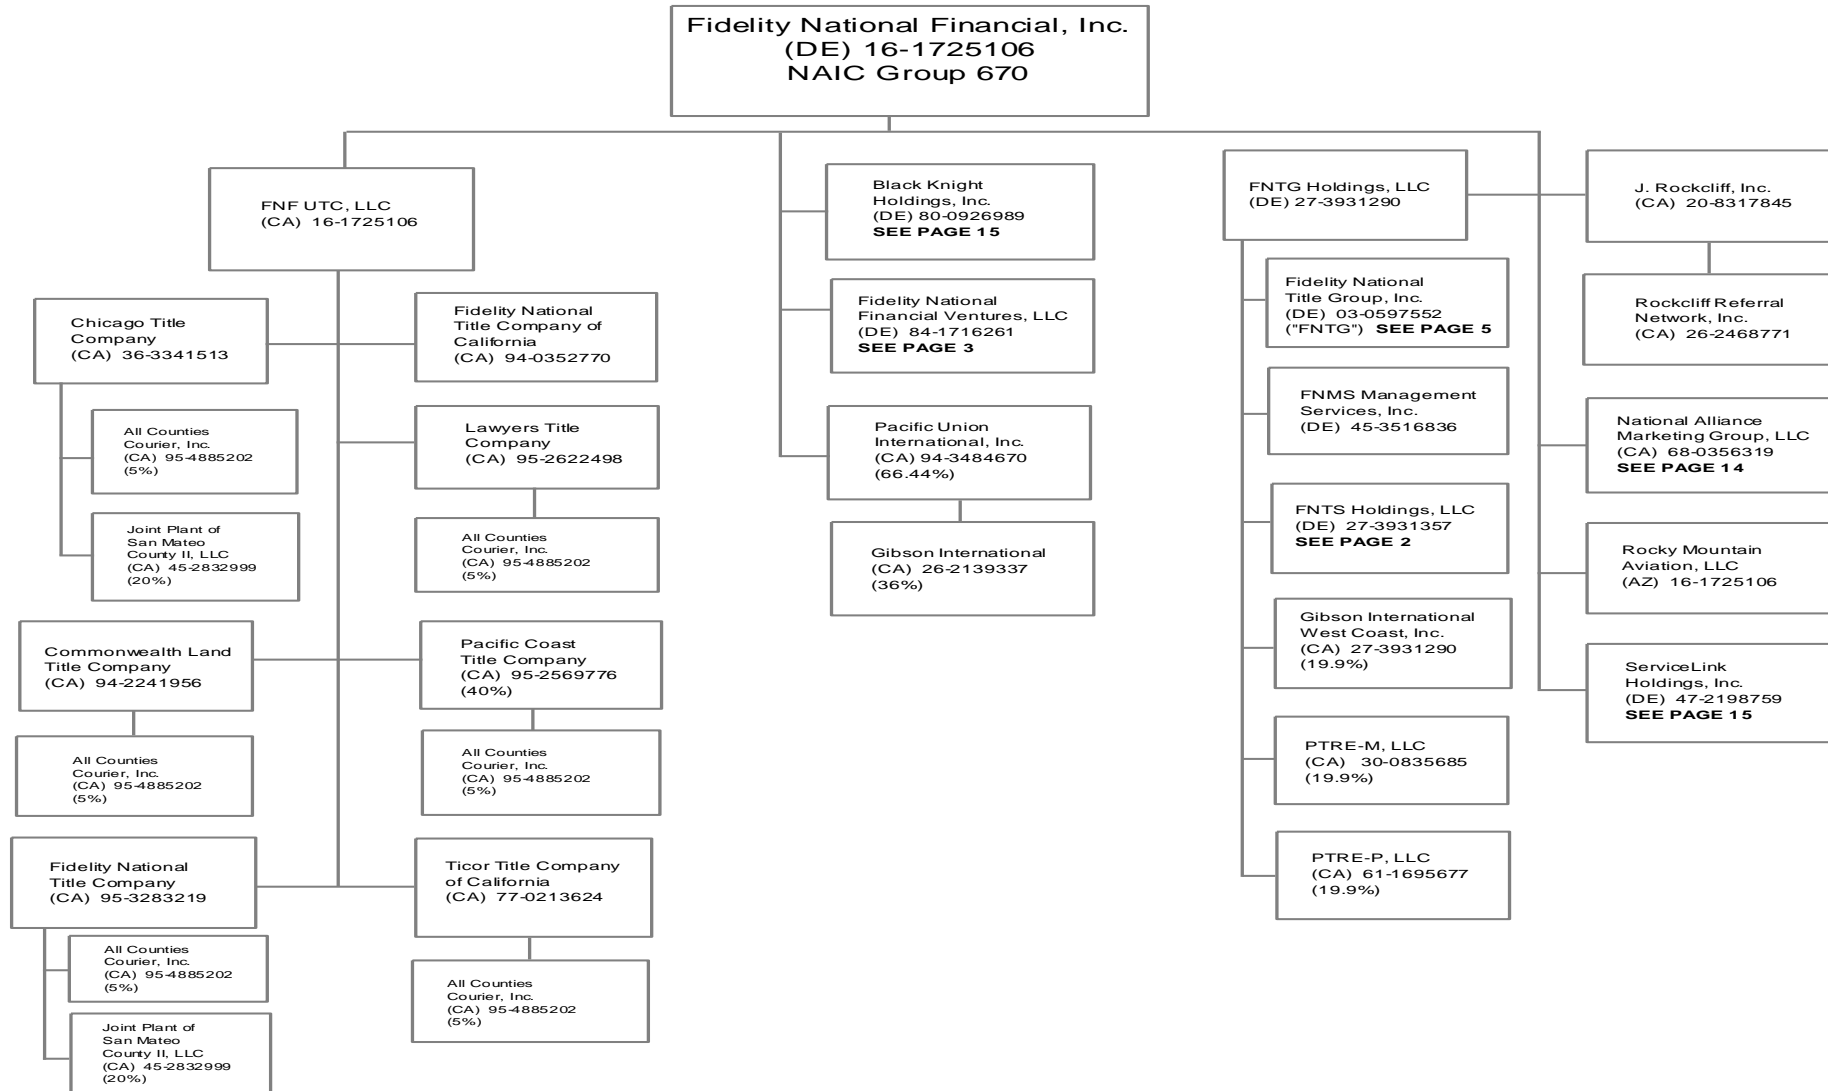 Fidelity National Financial, Inc.
(DE) 16-1725106
NAIC Group 670
FNF UTC, LLC
(CA) 16-1725106
Chicago Title
Company
(CA) 36-3341513
All Counties
Courier, Inc.
(CA) 95-4885202
(5%)
Joint Plant of
San Mateo
County II, LLC
(CA) 45-2832999
(20%)
Fidelity National
Title Company of
California
(CA) 94-0352770
Lawyers Title
Company
(CA) 95-2622498
All Counties
Courier, Inc.
(CA) 95-4885202
(5%)
Commonwealth Land
Title Company
(CA) 94-2241956
All Counties
Courier, Inc.
(CA) 95-4885202
(5%)
Pacific Coast
Title Company
(CA) 95-2569776
(40%)
All Counties
Courier, Inc.
(CA) 95-4885202
(5%)
Fidelity National
Title Company
(CA) 95-3283219
All Counties
Courier, Inc.
(CA) 95-4885202
(5%)
Joint Plant of
San Mateo
County II, LLC
(CA) 45-2832999
(20%)
Ticor Title Company
of California
(CA) 77-0213624
All Counties
Courier, Inc.
(CA) 95-4885202
(5%)
Black Knight
Holdings, Inc.
(DE) 80-0926989
SEE PAGE 15
Fidelity National
Financial Ventures, LLC
(DE) 84-1716261
SEE PAGE 3
Pacific Union
International, Inc.
(CA) 94-3484670
(66.44%)
Gibson International
(CA) 26-2139337
(36%)
FNTG Holdings, LLC
(DE) 27-3931290
Fidelity National
Title Group, Inc.
(DE) 03-0597552
("FNTG") SEE PAGE 5
FNMS Management
Services, Inc.
(DE) 45-3516836
FNTS Holdings, LLC
(DE) 27-3931357
SEE PAGE 2
Gibson International
West Coast, Inc.
(CA) 27-3931290
(19.9%)
PTRE-M, LLC
(CA) 30-0835685
(19.9%)
PTRE-P, LLC
(CA) 61-1695677
(19.9%)
J. Rockcliff, Inc.
(CA) 20-8317845
Rockcliff Referral
Network, Inc.
(CA) 26-2468771
National Alliance
Marketing Group, LLC
(CA) 68-0356319
SEE PAGE 14
Rocky Mountain
Aviation, LLC
(AZ) 16-1725106
ServiceLink
Holdings, Inc.
(DE) 47-2198759
SEE PAGE 15